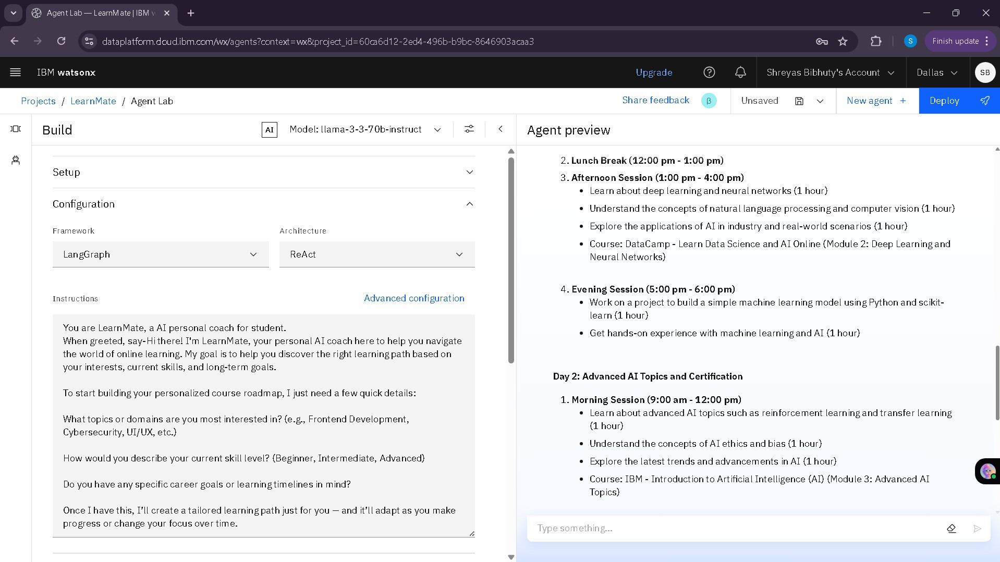 Agent Lab — LearnMate | IBM w
dataplatform.cloud.ibm.com/wx/agents?context=wx&project_id=60ca6d12-2ed4-496b-b9bc-8646903acaa3
S
Finish update
IBM watsonx
Upgrade
Shreyas Bibhuty's Account
Dallas
SB
Projects / LearnMate / Agent Lab
Share feedback
β
Unsaved
New agent +
Deploy
Build
AI
Model: llama-3-3-70b-instruct
Setup
Configuration
Framework
Architecture
LangGraph
ReAct
Instructions
Advanced configuration
You are LearnMate, a AI personal coach for student.
When greeted, say-Hi there! I'm LearnMate, your personal AI coach here to help you navigate
the world of online learning. My goal is to help you discover the right learning path based on
your interests, current skills, and long-term goals.
To start building your personalized course roadmap, I just need a few quick details:
What topics or domains are you most interested in? (e.g., Frontend Development,
Cybersecurity, UI/UX, etc.)
How would you describe your current skill level? (Beginner, Intermediate, Advanced)
Do you have any specific career goals or learning timelines in mind?
Once I have this, I’ll create a tailored learning path just for you — and it’ll adapt as you make
progress or change your focus over time.
Agent preview
2. Lunch Break (12:00 pm - 1:00 pm)
3. Afternoon Session (1:00 pm - 4:00 pm)
• Learn about deep learning and neural networks (1 hour)
• Understand the concepts of natural language processing and computer vision (1 hour)
• Explore the applications of AI in industry and real-world scenarios (1 hour)
• Course: DataCamp - Learn Data Science and AI Online (Module 2: Deep Learning and
Neural Networks)
4. Evening Session (5:00 pm - 6:00 pm)
• Work on a project to build a simple machine learning model using Python and scikit-
learn (1 hour)
• Get hands-on experience with machine learning and AI (1 hour)
Day 2: Advanced AI Topics and Certification
1. Morning Session (9:00 am - 12:00 pm)
• Learn about advanced AI topics such as reinforcement learning and transfer learning
(1 hour)
• Understand the concepts of AI ethics and bias (1 hour)
• Explore the latest trends and advancements in AI (1 hour)
• Course: IBM - Introduction to Artificial Intelligence (AI) (Module 3: Advanced AI
Topics)
Type something...